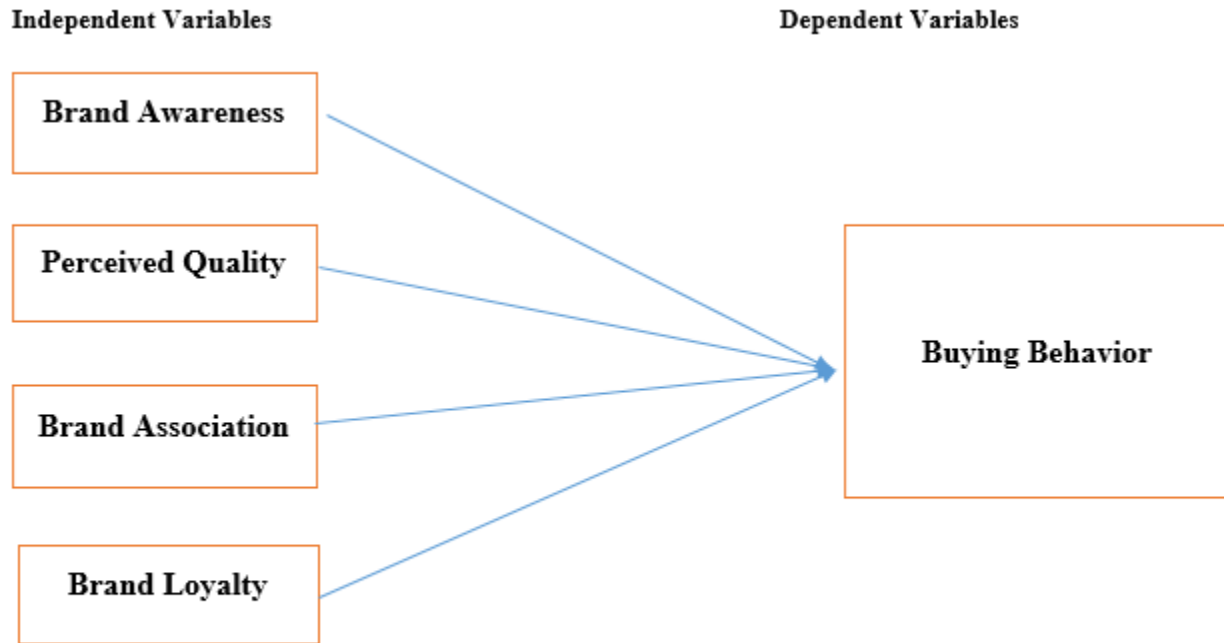 Independent Variables
Dependent Variables
Brand Awareness
Perceived Quality
Brand Association
Brand Loyalty
Buying Behavior